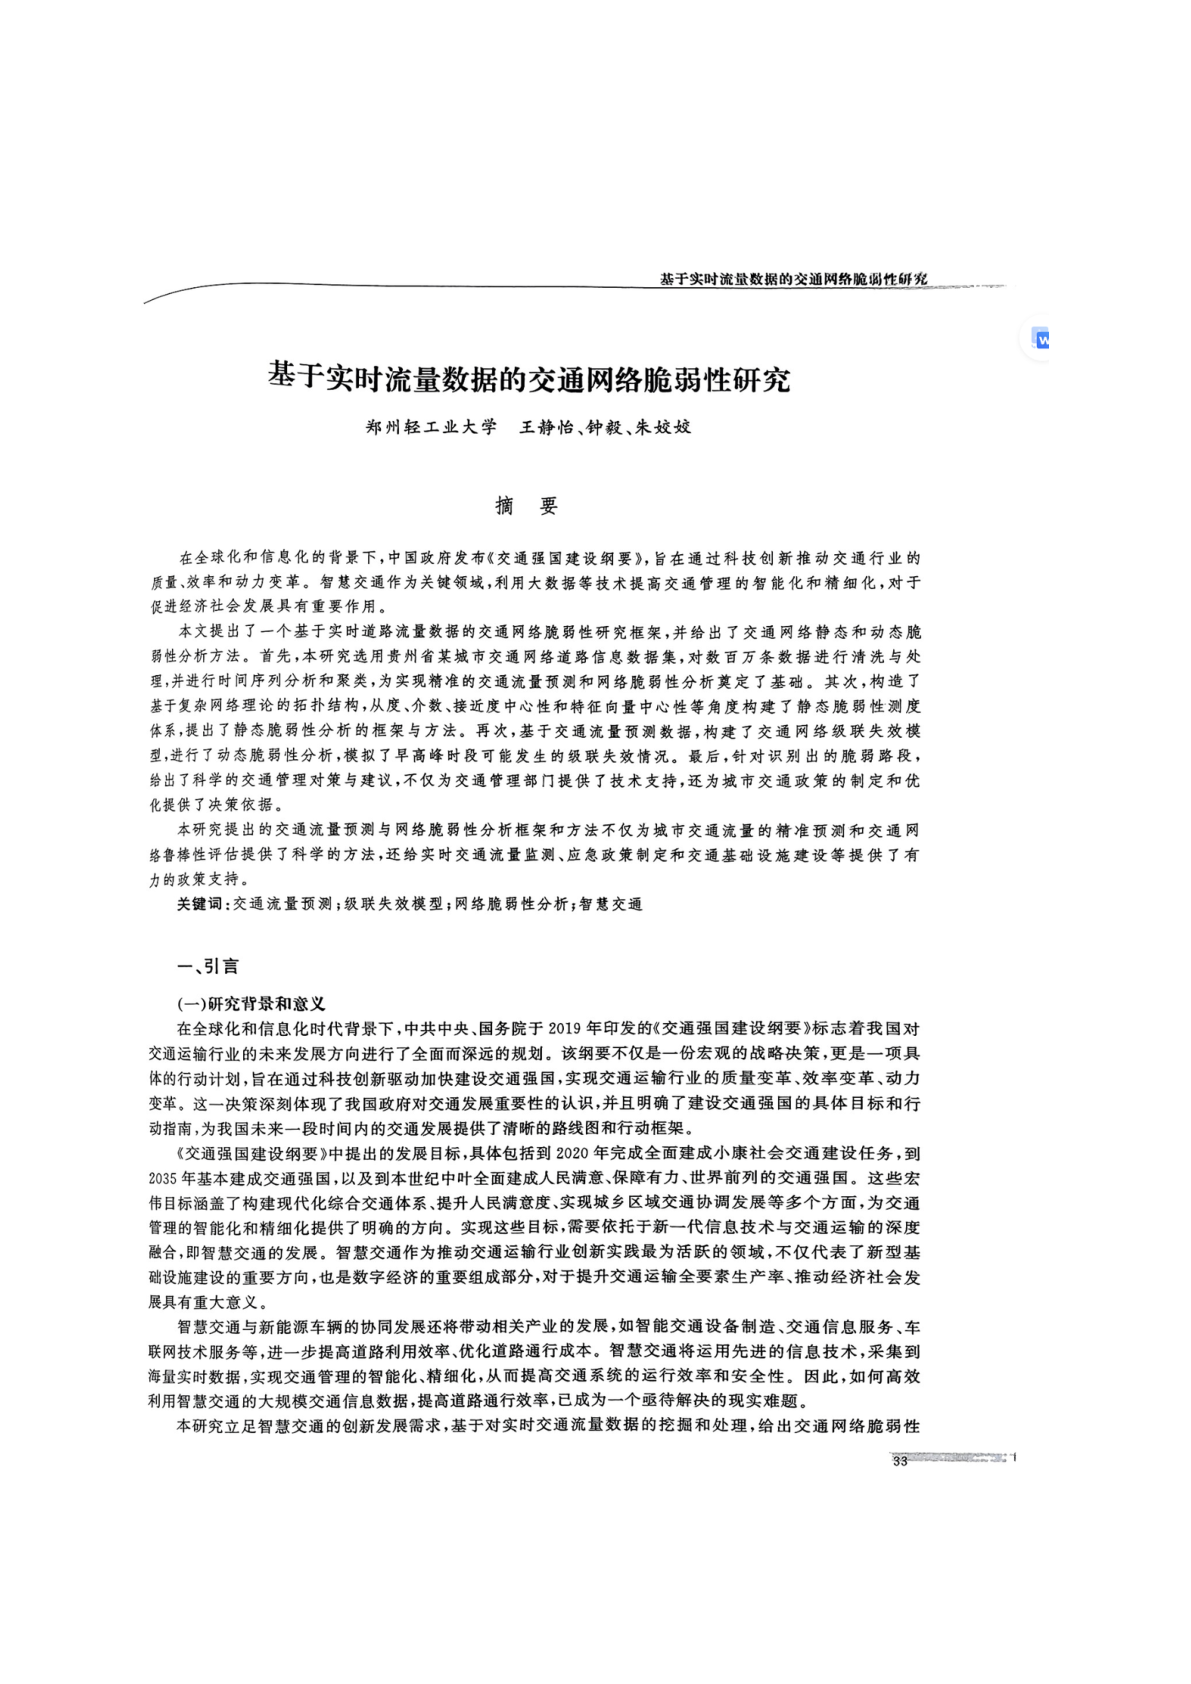 基于实时流量数据的交通网络脆弱性研究
W
基于实时流量数据的交通网络脆弱性研究
郑州轻工业大学 王静怡、钟毅、朱姣姣
摘 要
在全球化和信息化的背景下,中国政府发布《交通强国建设纲要》,旨在通过科技创新推动交通行业的
质量、效率和动力变革。智慧交通作为关键领域,利用大数据等技术提高交通管理的智能化和精细化,对于
促进经济社会发展具有重要作用。
本文提出了一个基于实时道路流量数据的交通网络脆弱性研究框架,并给出了交通网络静态和动态脆
弱性分析方法。首先,本研究选用贵州省某城市交通网络道路信息数据集,对数百万条数据进行清洗与处
理,并进行时间序列分析和聚类,为实现精准的交通流量预测和网络脆弱性分析奠定了基础。其次,构造了
基于复杂网络理论的拓扑结构,从度、介数、接近度中心性和特征向量中心性等角度构建了静态脆弱性测度
体系,提出了静态脆弱性分析的框架与方法。再次,基于交通流量预测数据,构建了交通网络级联失效模
型,进行了动态脆弱性分析,模拟了早高峰时段可能发生的级联失效情况。最后,针对识别出的脆弱路段,
给出了科学的交通管理对策与建议,不仅为交通管理部门提供了技术支持,还为城市交通政策的制定和优
化提供了决策依据。
本研究提出的交通流量预测与网络脆弱性分析框架和方法不仅为城市交通流量的精准预测和交通网
络鲁棒性评估提供了科学的方法,还给实时交通流量监测、应急政策制定和交通基础设施建设等提供了有
力的政策支持。
关键词:交通流量预测;级联失效模型;网络脆弱性分析;智慧交通
一、引言
(一)研究背景和意义
在全球化和信息化时代背景下,中共中央、国务院于 2019 年印发的《交通强国建设纲要》标志着我国对
交通运输行业的未来发展方向进行了全面而深远的规划。该纲要不仅是一份宏观的战略决策,更是一项具
体的行动计划,旨在通过科技创新驱动加快建设交通强国,实现交通运输行业的质量变革、效率变革、动力
变革。这一决策深刻体现了我国政府对交通发展重要性的认识,并且明确了建设交通强国的具体目标和行
动指南,为我国未来一段时间内的交通发展提供了清晰的路线图和行动框架。
《交通强国建设纲要》中提出的发展目标,具体包括到 2020 年完成全面建成小康社会交通建设任务,到
2035 年基本建成交通强国,以及到本世纪中叶全面建成人民满意、保障有力、世界前列的交通强国。这些宏
伟目标涵盖了构建现代化综合交通体系、提升人民满意度、实现城乡区域交通协调发展等多个方面,为交通
管理的智能化和精细化提供了明确的方向。实现这些目标,需要依托于新一代信息技术与交通运输的深度
融合,即智慧交通的发展。智慧交通作为推动交通运输行业创新实践最为活跃的领域,不仅代表了新型基
础设施建设的重要方向,也是数字经济的重要组成部分,对于提升交通运输全要素生产率、推动经济社会发
展具有重大意义。
智慧交通与新能源车辆的协同发展还将带动相关产业的发展,如智能交通设备制造、交通信息服务、车
联网技术服务等,进一步提高道路利用效率、优化道路通行成本。智慧交通将运用先进的信息技术,采集到
海量实时数据,实现交通管理的智能化、精细化,从而提高交通系统的运行效率和安全性。因此,如何高效
利用智慧交通的大规模交通信息数据,提高道路通行效率,已成为一个亟待解决的现实难题。
本研究立足智慧交通的创新发展需求,基于对实时交通流量数据的挖掘和处理,给出交通网络脆弱性
33